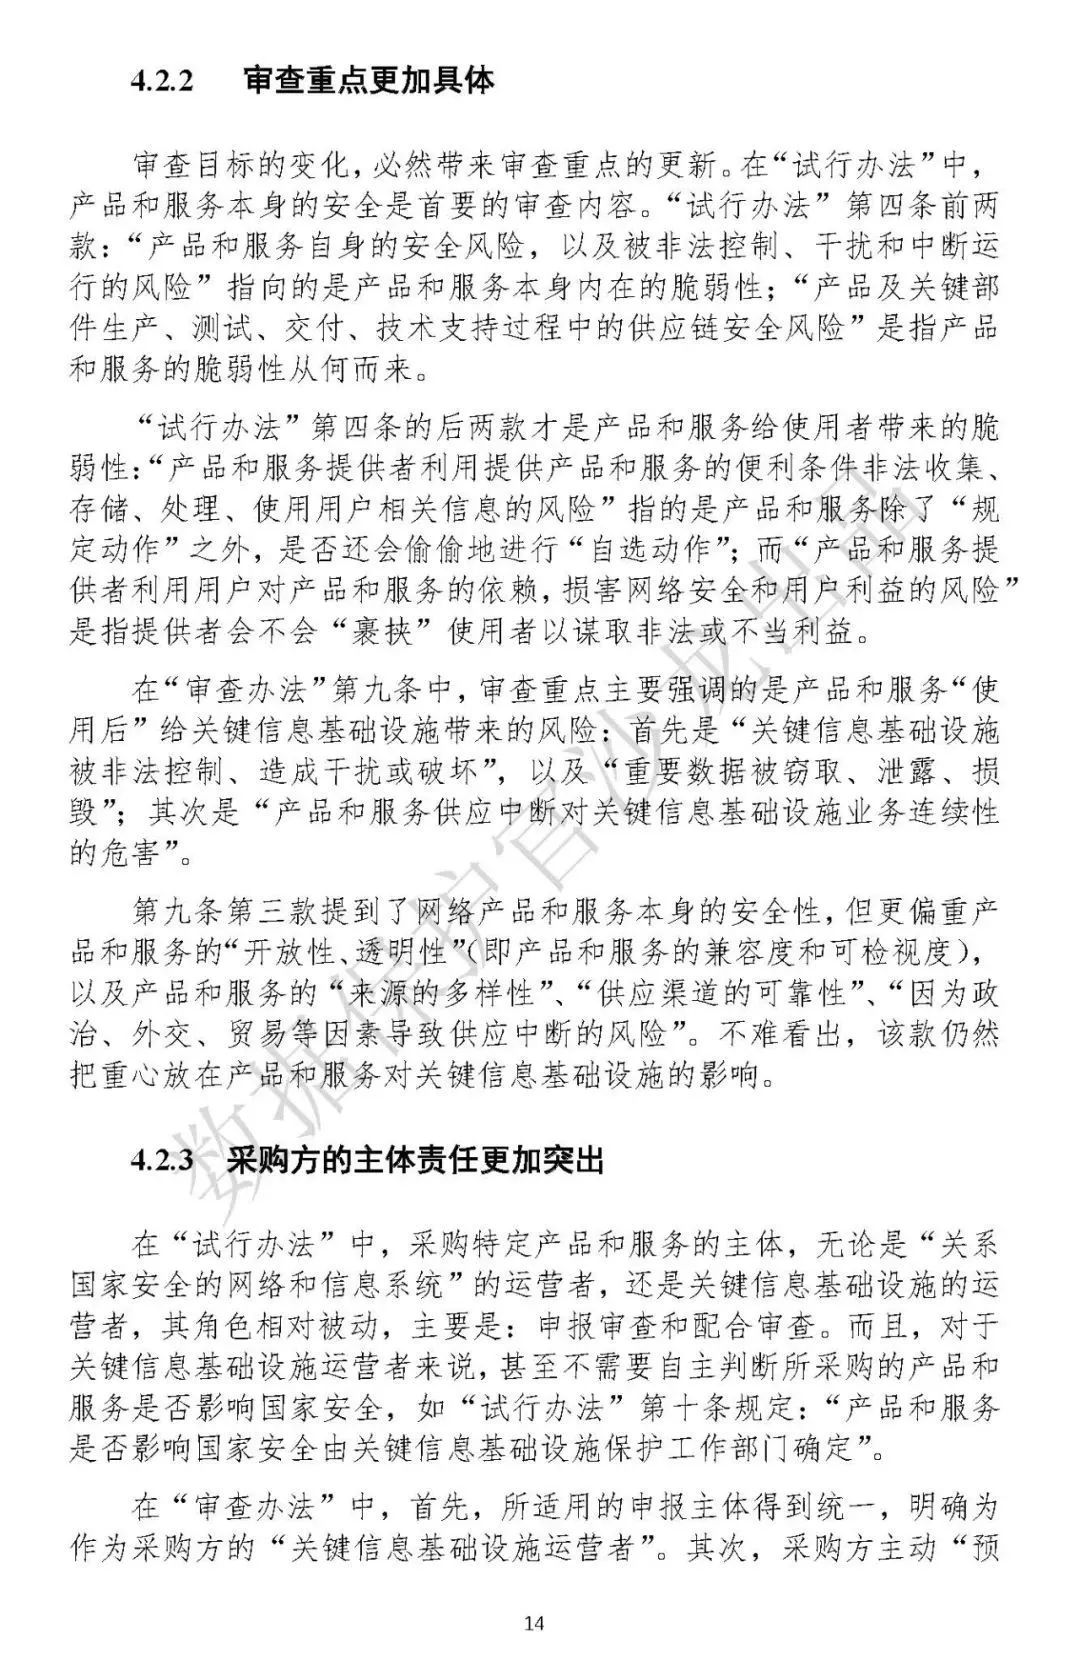 4.2.2 审查重点更加具体
审查目标的变化，必然带来审查重点的更新。在“试行办法”中，
产品和服务本身的安全是首要的审查内容。“试行办法”第四条前两
款：“产品和服务自身的安全风险，以及被非法控制、干扰和中断运
行的风险”指向的是产品和服务本身内在的脆弱性；“产品及关键部
件生产、测试、交付、技术支持过程中的供应链安全风险”是指产品
和服务的脆弱性从何而来。
“试行办法”第四条的后两款才是产品和服务给使用者带来的脆
弱性：“产品和服务提供者利用提供产品和服务的便利条件非法收集、
存储、处理、使用用户相关信息的风险”指的是产品和服务除了“规
定动作”之外，是否还会偷偷地进行“自选动作”；而“产品和服务提
供者利用用户对产品和服务的依赖，损害网络安全和用户利益的风险”
是指提供者会不会“裹挟”使用者以谋取非法或不当利益。
在“审查办法”第九条中，审查重点主要强调的是产品和服务“使
用后”给关键信息基础设施带来的风险：首先是“关键信息基础设施
被非法控制、造成干扰或破坏”，以及“重要数据被窃取、泄露、损
毁”；其次是“产品和服务供应中断对关键信息基础设施业务连续性
的危害”。
第九条第三款提到了网络产品和服务本身的安全性，但更偏重产
品和服务的“开放性、透明性”（即产品和服务的兼容度和可检视度），
以及产品和服务的“来源的多样性”、“供应渠道的可靠性”、“因为政
治、外交、贸易等因素导致供应中断的风险”。不难看出，该款仍然
把重心放在产品和服务对关键信息基础设施的影响。
4.2.3 采购方的主体责任更加突出
在“试行办法”中，采购特定产品和服务的主体，无论是“关系
国家安全的网络和信息系统”的运营者，还是关键信息基础设施的运
营者，其角色相对被动，主要是：申报审查和配合审查。而且，对于
关键信息基础设施运营者来说，甚至不需要自主判断所采购的产品和
服务是否影响国家安全，如“试行办法”第十条规定：“产品和服务
是否影响国家安全由关键信息基础设施保护工作部门确定”。
在“审查办法”中，首先，所适用的申报主体得到统一，明确为
作为采购方的“关键信息基础设施运营者”。其次，采购方主动“预
14
数据保护官沙龙出品